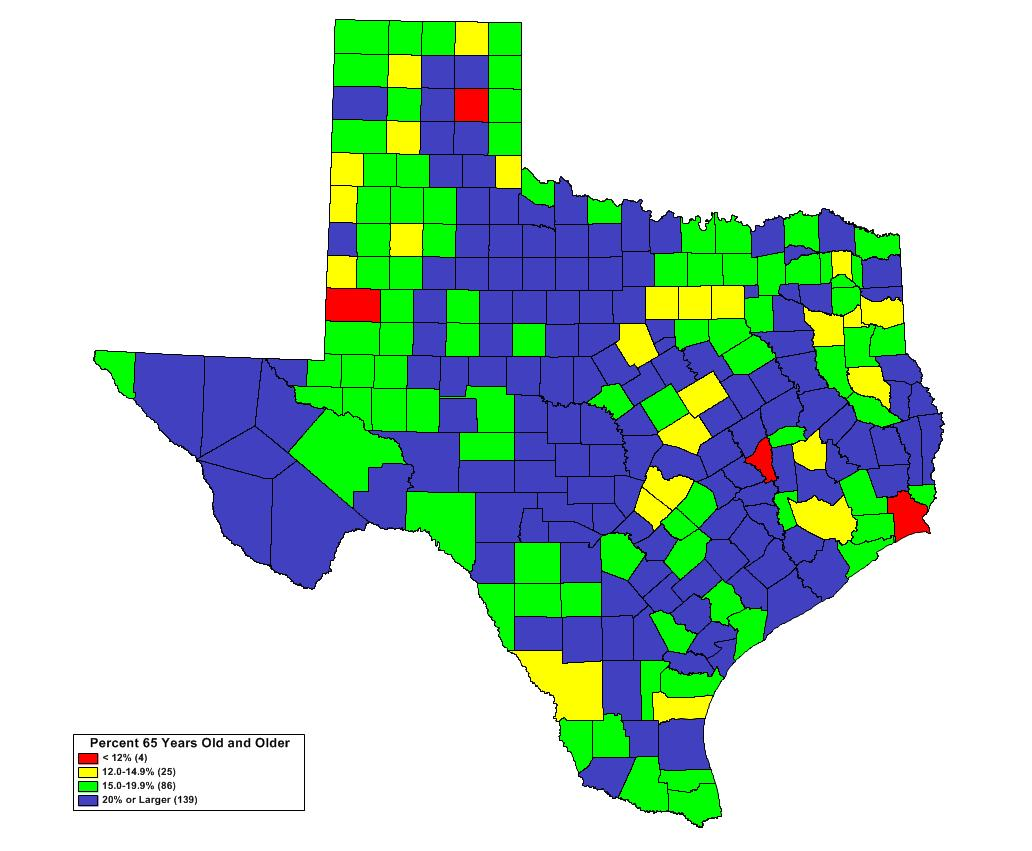 Percent 65 Years Old and Older
< 12% (4)
12.0-14.9% (25)
15.0-19.9% (86)
20% or Larger (139)